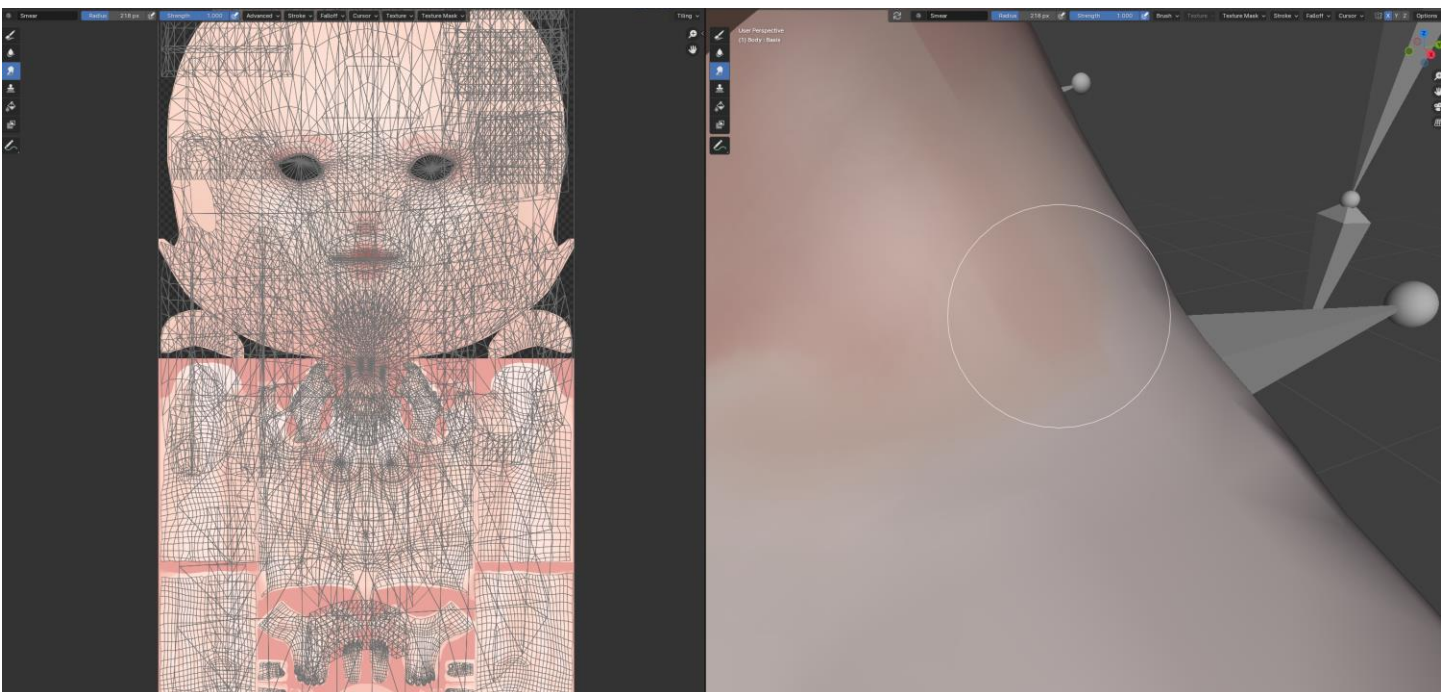 Smear Radius 218 px Strength 1.000 Advanced Stroke Falloff Cursor Texture Texture Mask Tiling
Smear Radius 218 px Strength 1.000 Brush Texture Texture Mask Stroke Falloff Cursor X Y Z Options
User Perspective
(1) Body : Basis
Z